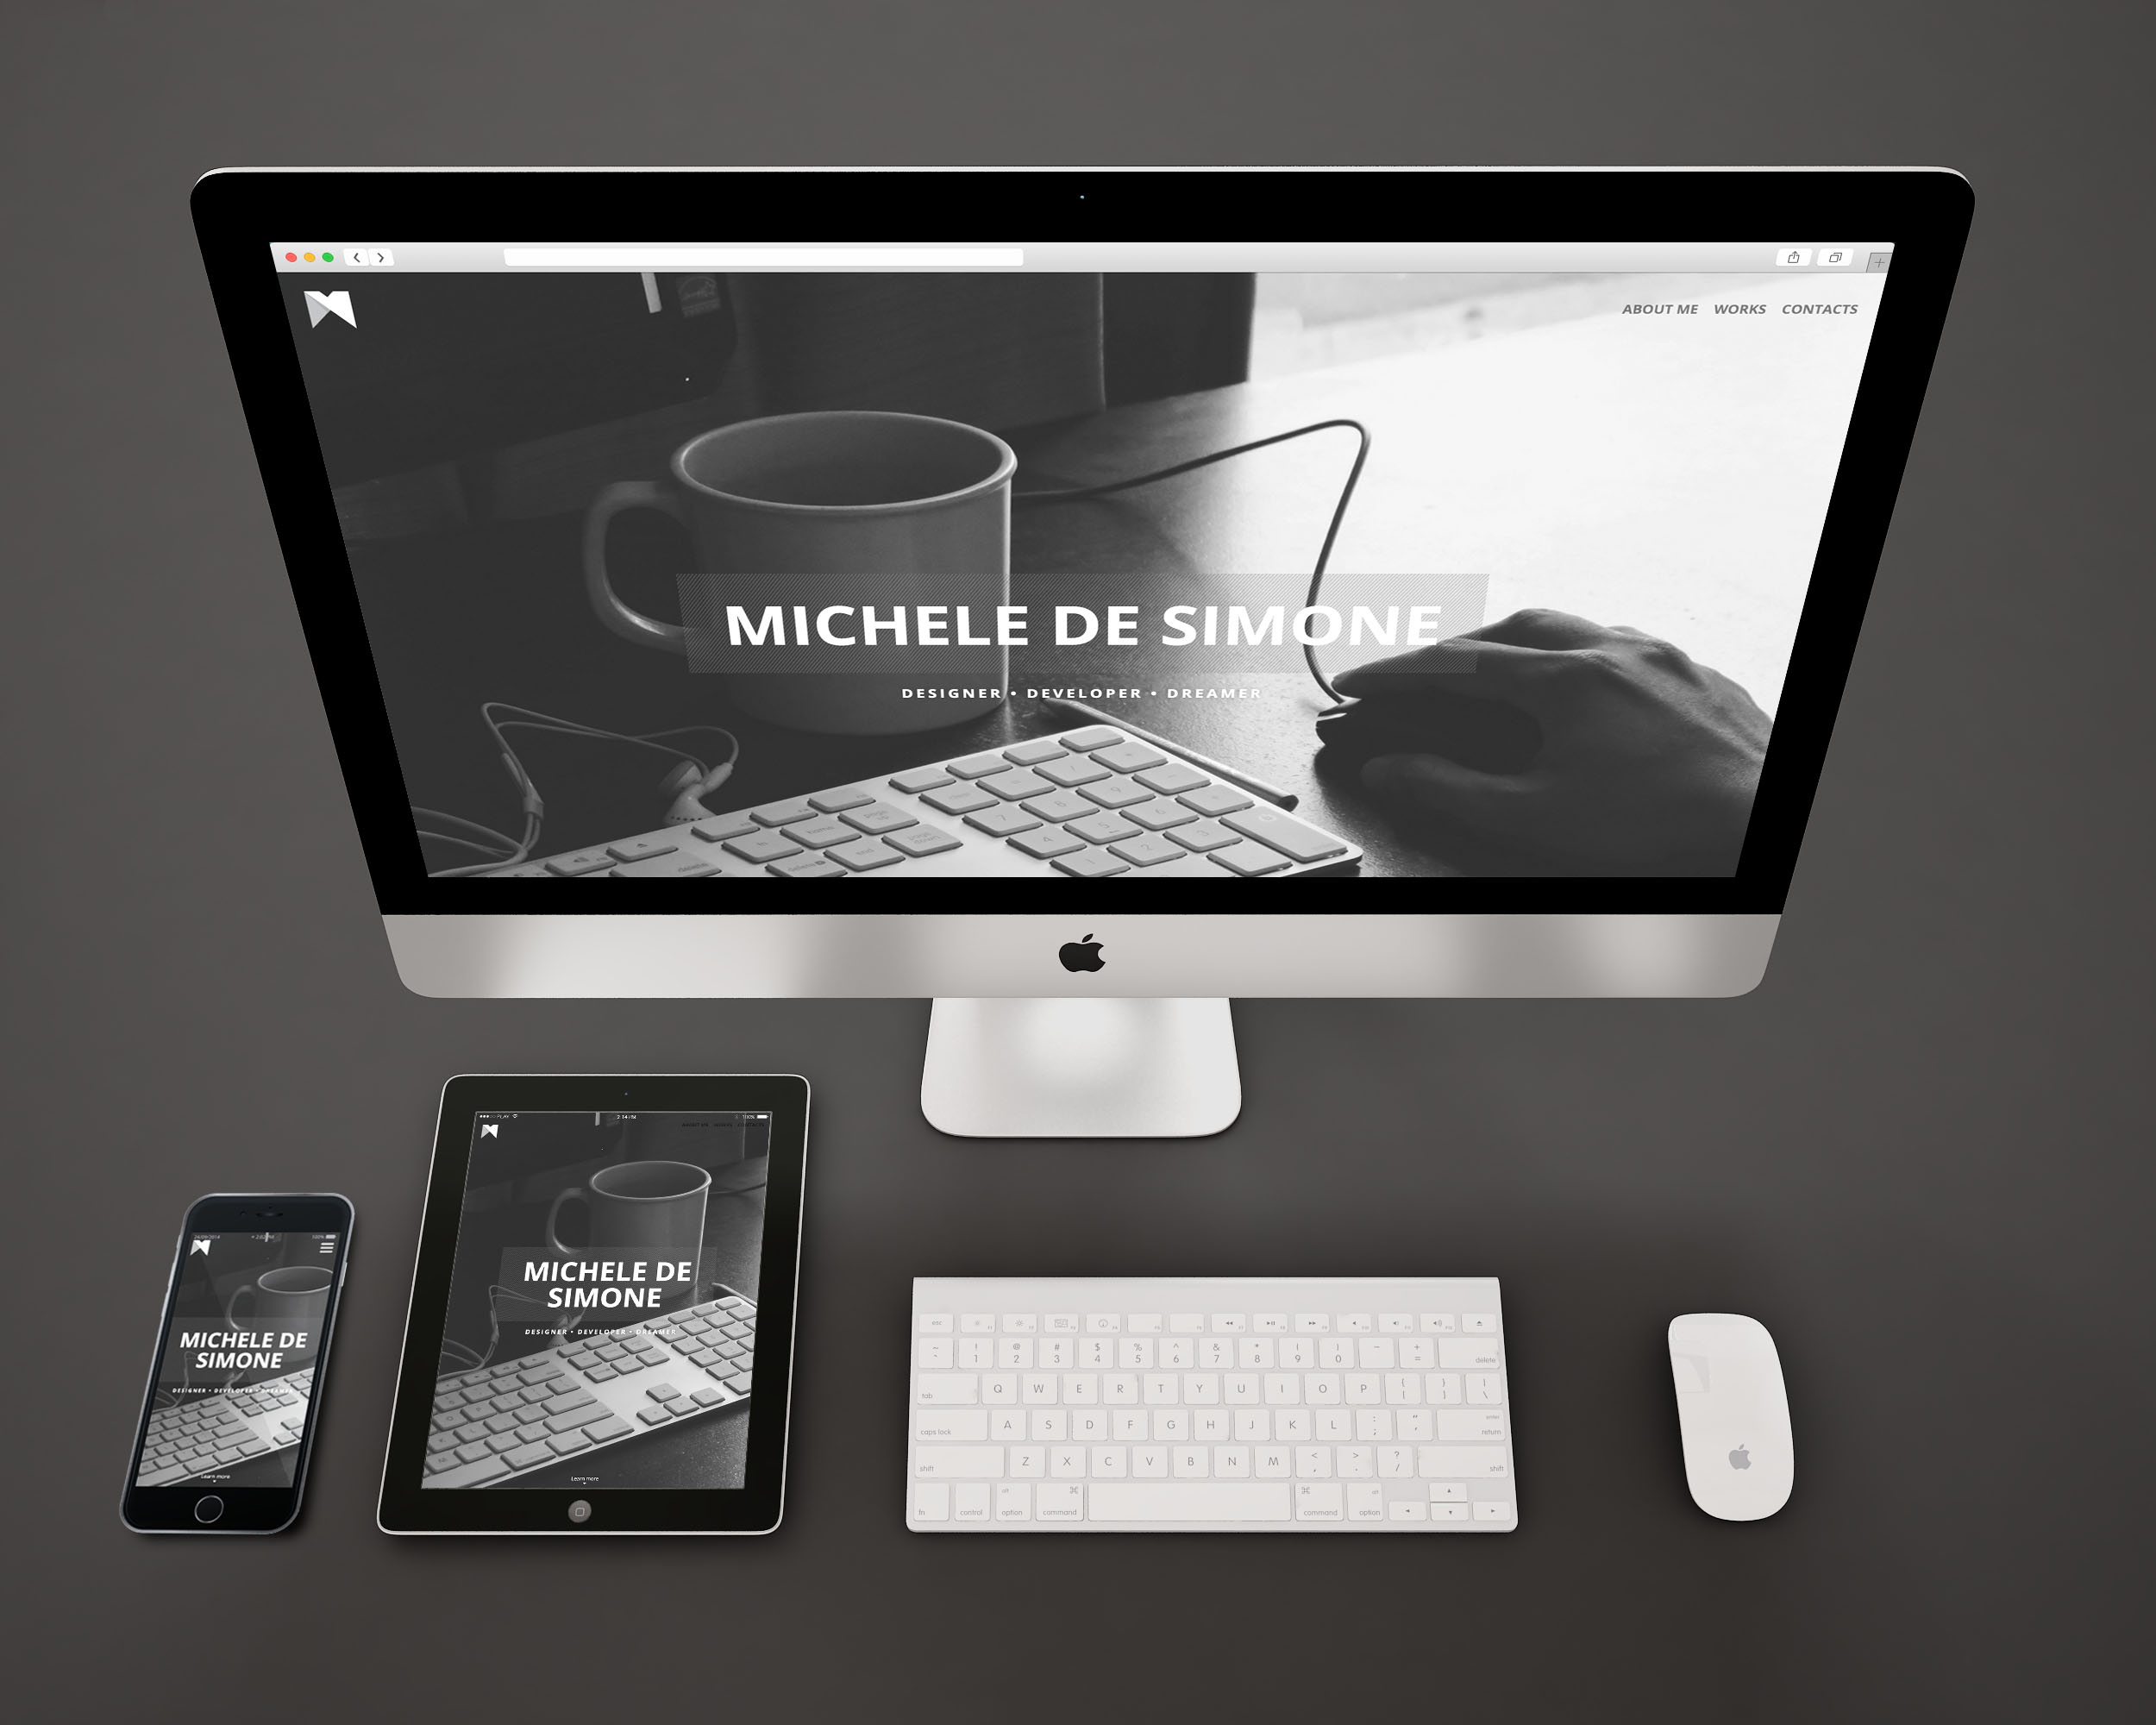 ABOUT ME WORKS CONTACTS
MICHELE DE SIMONE
DESIGNER • DEVELOPER • DREAMER
MICHELE DE
SIMONE
DESIGNER • DEVELOPER • DREAMER
Learn more
MICHELE DE
SIMONE
DESIGNER • DEVELOPER • DREAMER
Learn more
esc
~ ! @ # $ % ^ & *
` 1 2 3 4 5 6 7 8 9 0 = delete
tab Q W E R T Y U I O P
caps lock A S D F G H J K L : ; " ' enter return
shift Z X C V B N M < , > . ? / shift
fn control alt option ⌘ command ⌘ command alt option